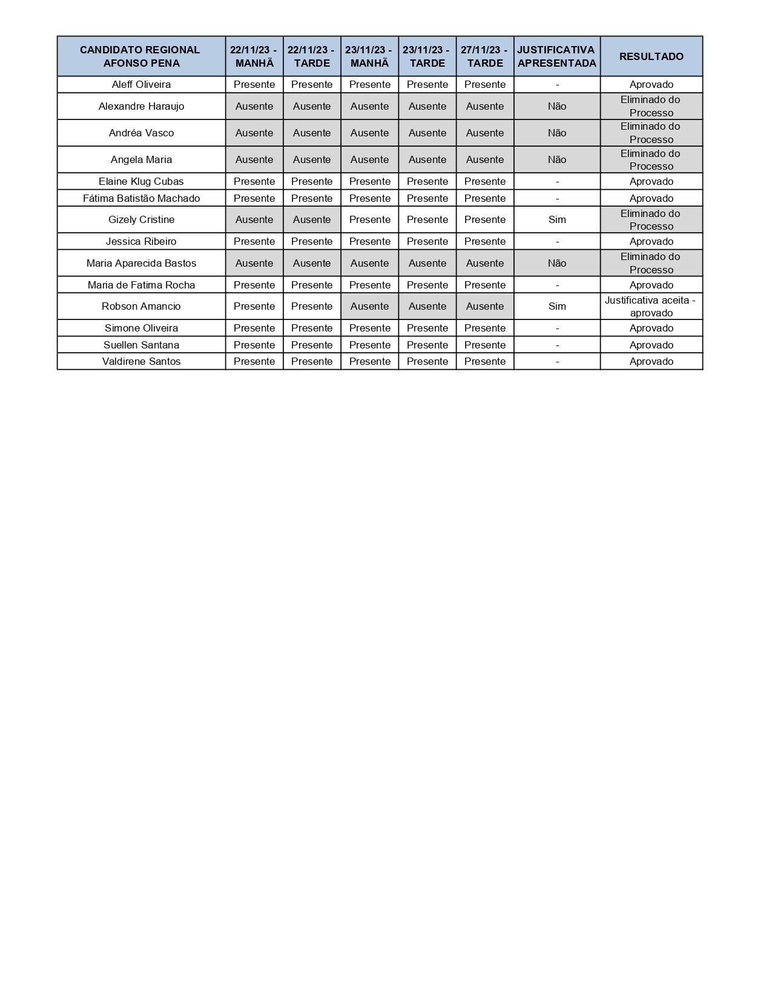 CANDIDATO REGIONAL AFONSO PENA 22/11/23 - MANHÃ 22/11/23 - TARDE 23/11/23 - MANHÃ 23/11/23 - TARDE 27/11/23 - TARDE JUSTIFICATIVA APRESENTADA RESULTADO
Aleff Oliveira Presente Presente Presente Presente Presente - Aprovado
Alexandre Haraujo Ausente Ausente Ausente Ausente Ausente Não Eliminado do Processo
Andréa Vasco Ausente Ausente Ausente Ausente Ausente Não Eliminado do Processo
Angela Maria Ausente Ausente Ausente Ausente Ausente Não Eliminado do Processo
Elaine Klug Cubas Presente Presente Presente Presente Presente - Aprovado
Fátima Batistão Machado Presente Presente Presente Presente Presente - Aprovado
Gizely Cristine Ausente Ausente Presente Presente Presente Sim Eliminado do Processo
Jessica Ribeiro Presente Presente Presente Presente Presente - Aprovado
Maria Aparecida Bastos Ausente Ausente Ausente Ausente Ausente Não Eliminado do Processo
Maria de Fatima Rocha Presente Presente Presente Presente Presente - Aprovado
Robson Amancio Presente Presente Ausente Ausente Ausente Sim Justificativa aceita - aprovado
Simone Oliveira Presente Presente Presente Presente Presente - Aprovado
Suellen Santana Presente Presente Presente Presente Presente - Aprovado
Valdirene Santos Presente Presente Presente Presente Presente - Aprovado